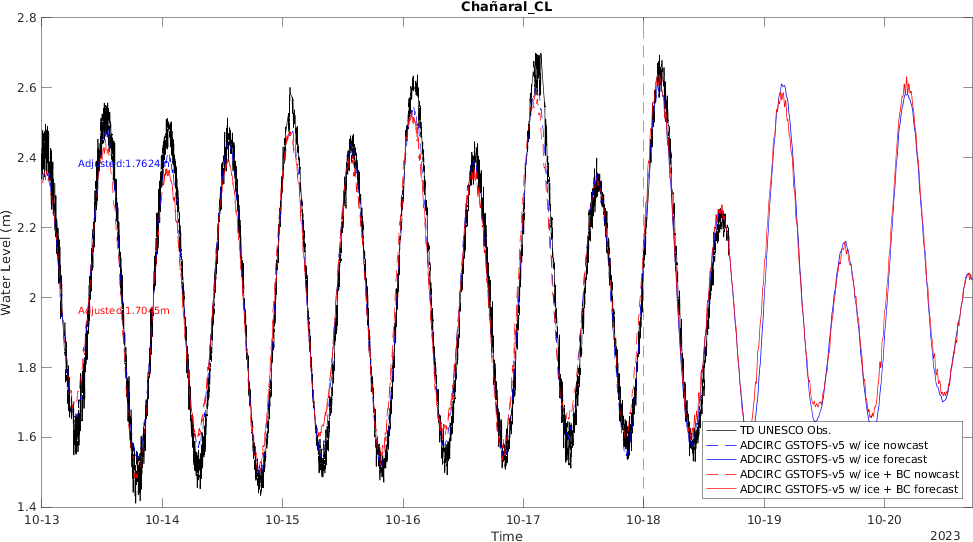 Chañaral_CL
2.8
2.6
2.4
2.2
2
1.8
1.6
1.4
Water Level (m)
Adjusted:1.7624m
Adjusted:1.7045m
TD UNESCO Obs.
ADCIRC GSTOFS-v5 w/ ice nowcast
ADCIRC GSTOFS-v5 w/ ice forecast
ADCIRC GSTOFS-v5 w/ ice + BC nowcast
ADCIRC GSTOFS-v5 w/ ice + BC forecast
10-13 10-14 10-15 10-16 10-17 10-18 10-19 10-20
Time
2023